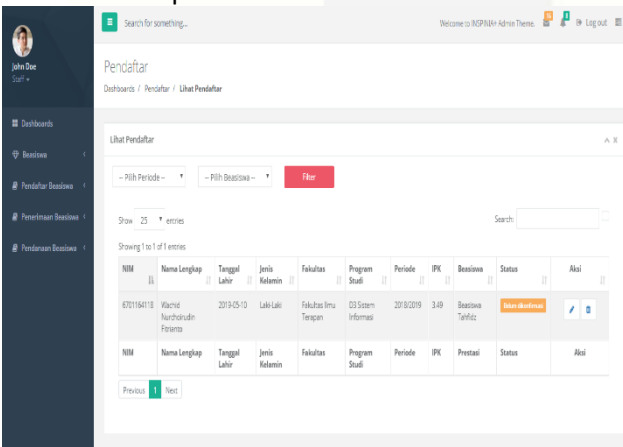 Search for something...
Welcome to INSPINIA+ Admin Theme.
Log out
John Doe
Staff
Pendaftar
Dashboards / Pendaftar / Lihat Pendaftar
Dashboards
Beasiswa
Pendaftar Beasiswa
Penerimaan Beasiswa
Pendanaan Beasiswa
Lihat Pendaftar
-- Pilih Periode --
-- Pilih Beasiswa --
Filter
Show 25 entries
Search:
Showing 1 to 1 of 1 entries
NIM Nama Lengkap Tanggal Lahir Jenis Kelamin Fakultas Program Studi Periode IPK Beasiswa Status Aksi
6701164118 Wachid Nurchoirudin Fitrianto 2019-05-10 Laki-Laki Fakultas Ilmu Terapan D3 Sistem Informasi 2018/2019 3.49 Beasiswa Tahfidz
NIM Nama Lengkap Tanggal Lahir Jenis Kelamin Fakultas Program Studi Periode IPK Prestasi Status Aksi
Previous 1 Next